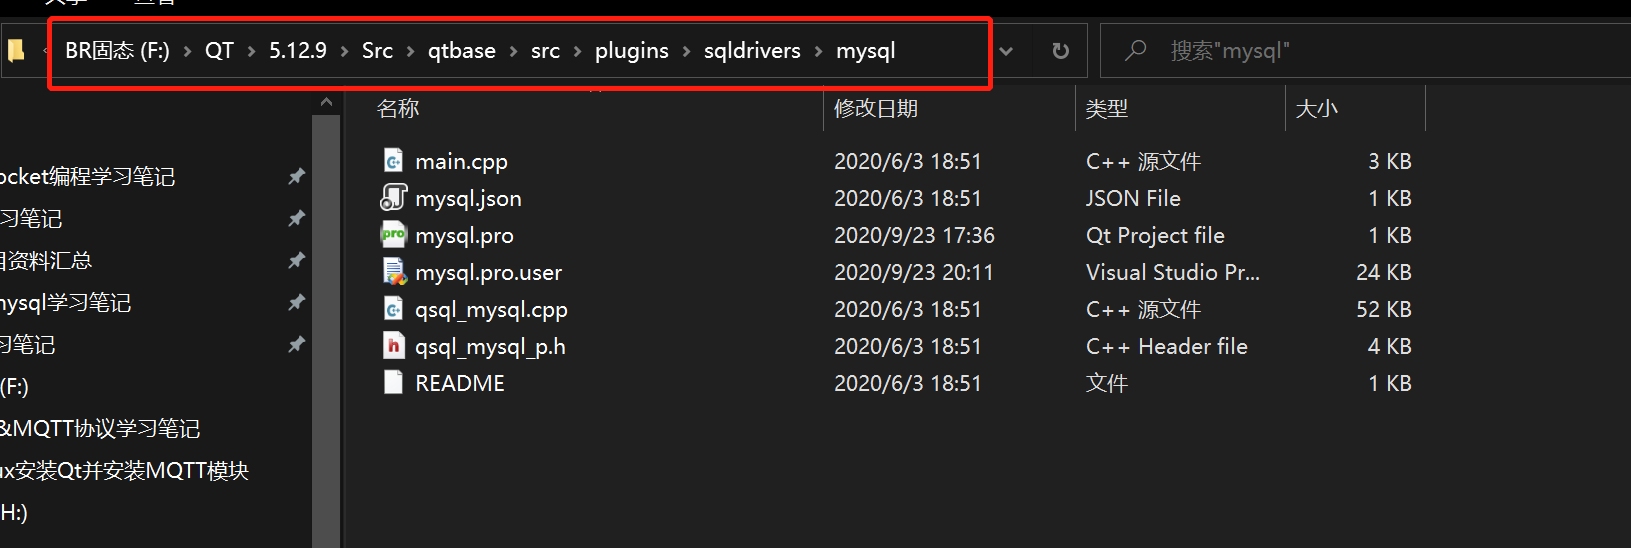 BR固态 (F:) › QT › 5.12.9 › Src › qtbase › src › plugins › sqldrivers › mysql
搜索"mysql"
名称 修改日期 类型 大小
main.cpp 2020/6/3 18:51 C++ 源文件 3 KB
mysql.json 2020/6/3 18:51 JSON File 1 KB
mysql.pro 2020/9/23 17:36 Qt Project file 1 KB
mysql.pro.user 2020/9/23 20:11 Visual Studio Pr... 24 KB
qsql_mysql.cpp 2020/6/3 18:51 C++ 源文件 52 KB
qsql_mysql_p.h 2020/6/3 18:51 C++ Header file 4 KB
README 2020/6/3 18:51 文件 1 KB
ocket编程学习笔记
习笔记
资料汇总
mysql学习笔记
习笔记
(F:)
&MQTT协议学习笔记
ux安装Qt并安装MQTT模块
H:)